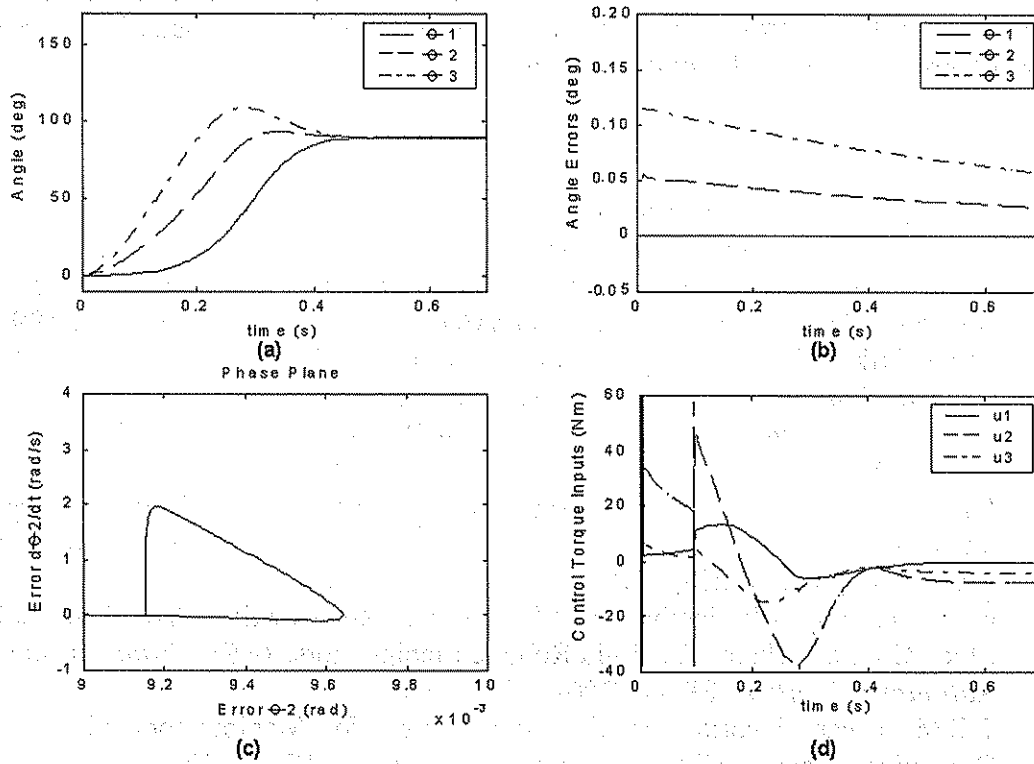 150
100
50
0
Angle (deg)
ϴ 1
ϴ 2
ϴ 3
0
0.2
0.4
0.6
time (s)
(a)
0.20
0.15
0.10
0.05
0
-0.05
Angle Errors (deg)
ϴ 1
ϴ 2
ϴ 3
0
0.2
0.4
0.6
time (s)
(b)
Phase Plane
4
3
2
1
0
-1
Error dϴ2/dt (rad/s)
9
9.2
9.4
9.6
9.8
10
Error ϴ-2 (rad)
x 10^-3
(c)
60
40
20
0
-20
-40
Control Torque Inputs (Nm)
u1
u2
u3
0
0.2
0.4
0.6
time (s)
(d)